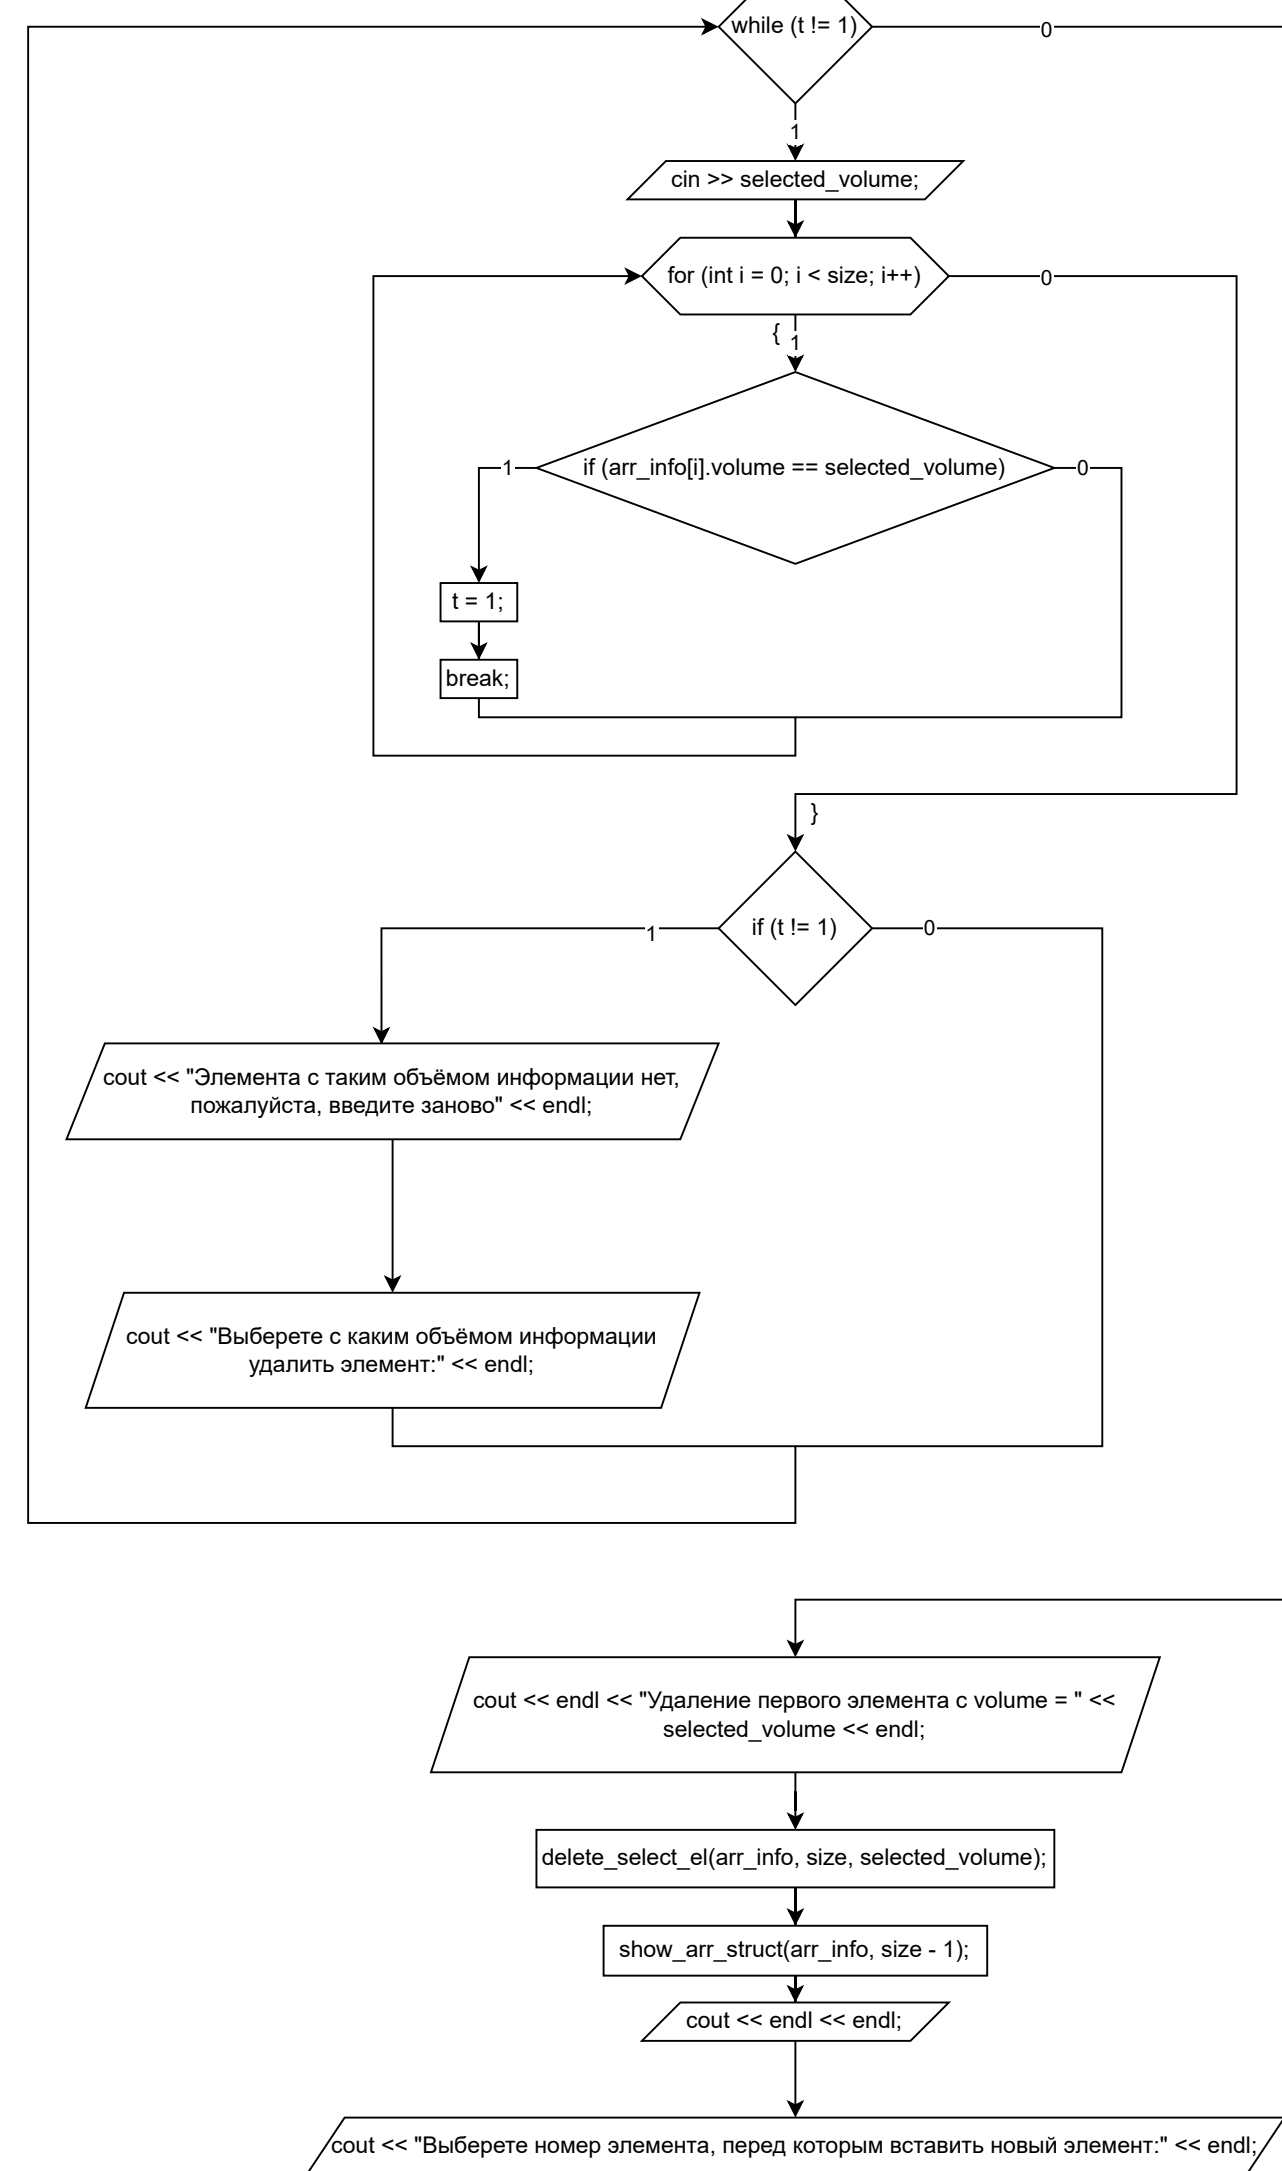 while (t != 1)
0
1
cin >> selected_volume;
for (int i = 0; i < size; i++)
0
{
1
if (arr_info[i].volume == selected_volume)
1
0
t = 1;
break;
}
if (t != 1)
1
0
cout << "Элемента с таким объёмом информации нет,
пожалуйста, введите заново" << endl;
cout << "Выберете с каким объёмом информации
удалить элемент:" << endl;
cout << endl << "Удаление первого элемента с volume = " <<
selected_volume << endl;
delete_select_el(arr_info, size, selected_volume);
show_arr_struct(arr_info, size - 1);
cout << endl << endl;
cout << "Выберете номер элемента, перед которым вставить новый элемент:" << endl;